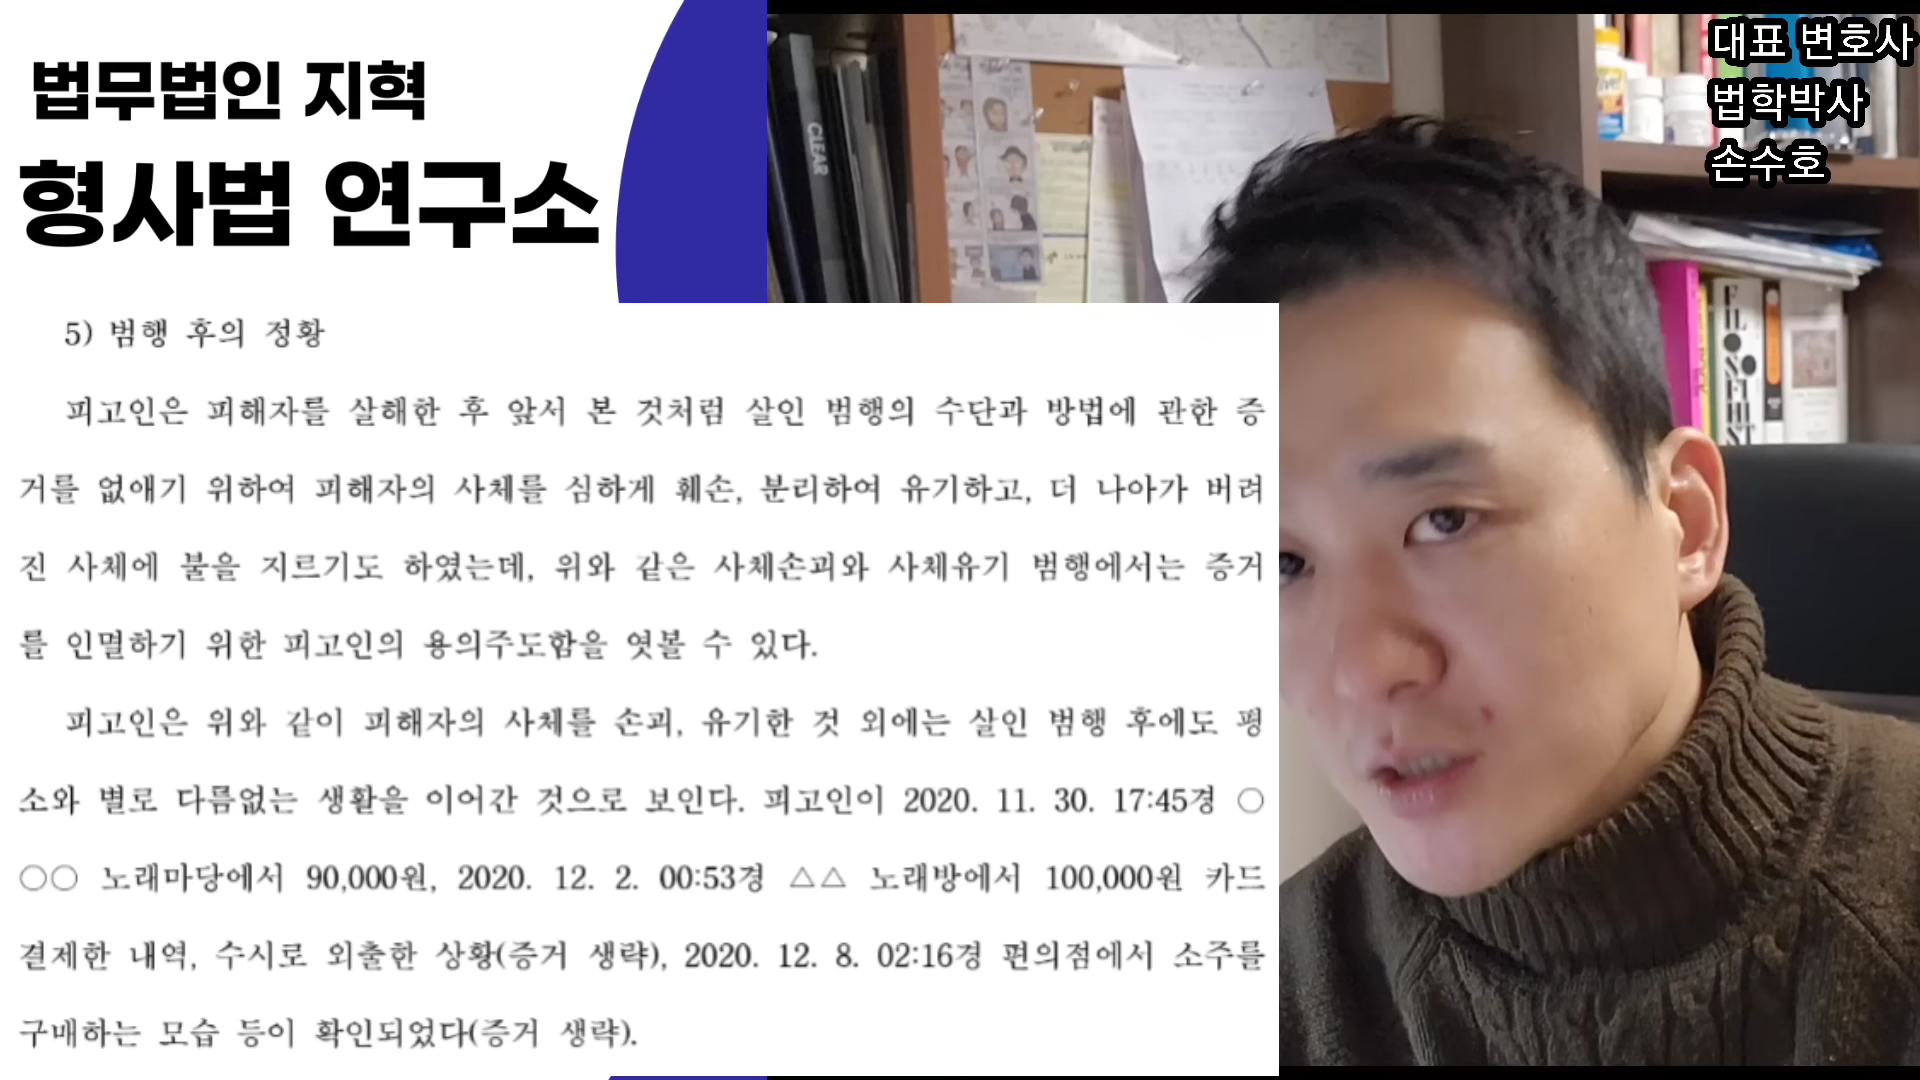 법무법인 지혁
형사법 연구소
대표 변호사
법학박사
손수호
CLEAR
5) 범행 후의 정황
피고인은 피해자를 살해한 후 앞서 본 것처럼 살인 범행의 수단과 방법에 관한 증
거를 없애기 위하여 피해자의 사체를 심하게 훼손, 분리하여 유기하고, 더 나아가 버려
진 사체에 불을 지르기도 하였는데, 위와 같은 사체손괴와 사체유기 범행에서는 증거
를 인멸하기 위한 피고인의 용의주도함을 엿볼 수 있다.
피고인은 위와 같이 피해자의 사체를 손괴, 유기한 것 외에는 살인 범행 후에도 평
소와 별로 다름없는 생활을 이어간 것으로 보인다. 피고인이 2020. 11. 30. 17:45경 ○
○○ 노래마당에서 90,000원, 2020. 12. 2. 00:53경 △△ 노래방에서 100,000원 카드
결제한 내역, 수시로 외출한 상황(증거 생략), 2020. 12. 8. 02:16경 편의점에서 소주를
구매하는 모습 등이 확인되었다(증거 생략).